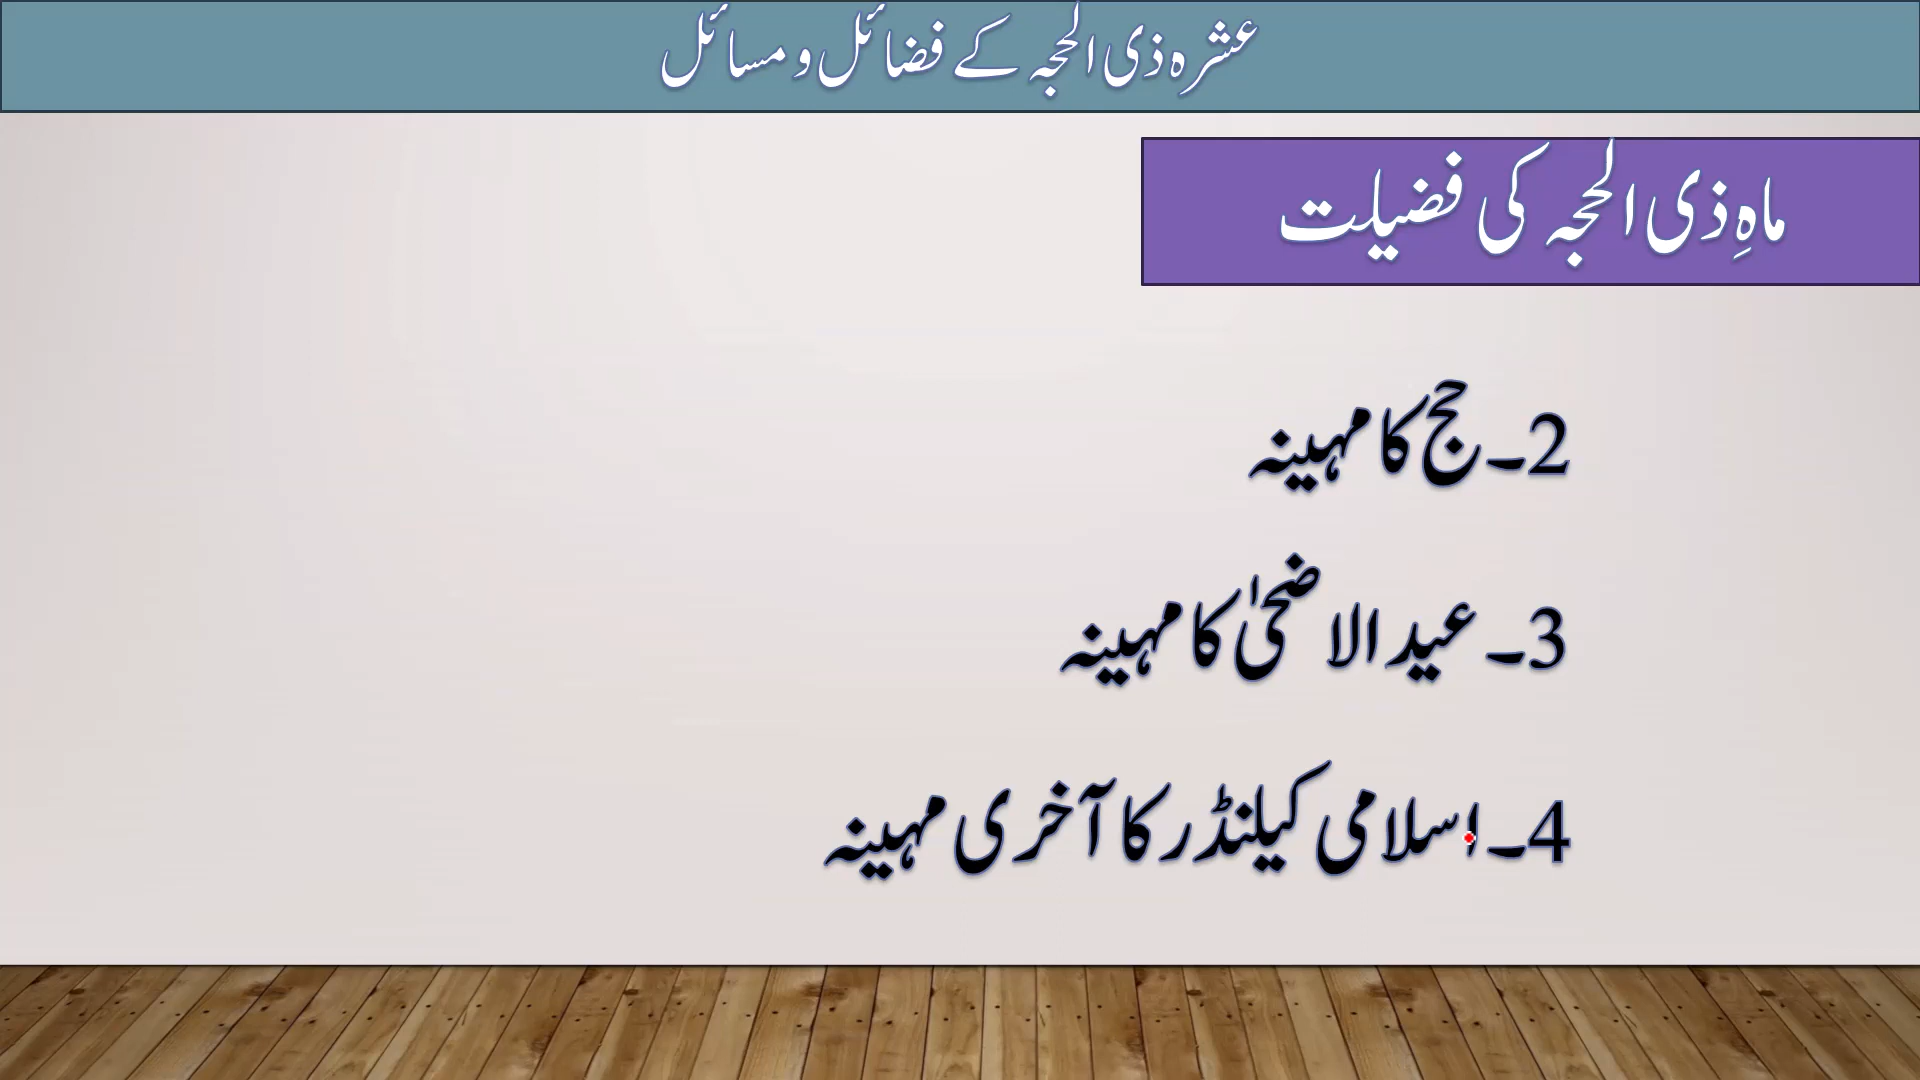 عشرہ ذی الحجہ کے فضائل و مسائل
ماہِ ذی الحجہ کی فضیلت
2۔ حج کا مہینہ
3۔ عید الاضحیٰ کا مہینہ
4۔ اسلامی کیلنڈر کا آخری مہینہ